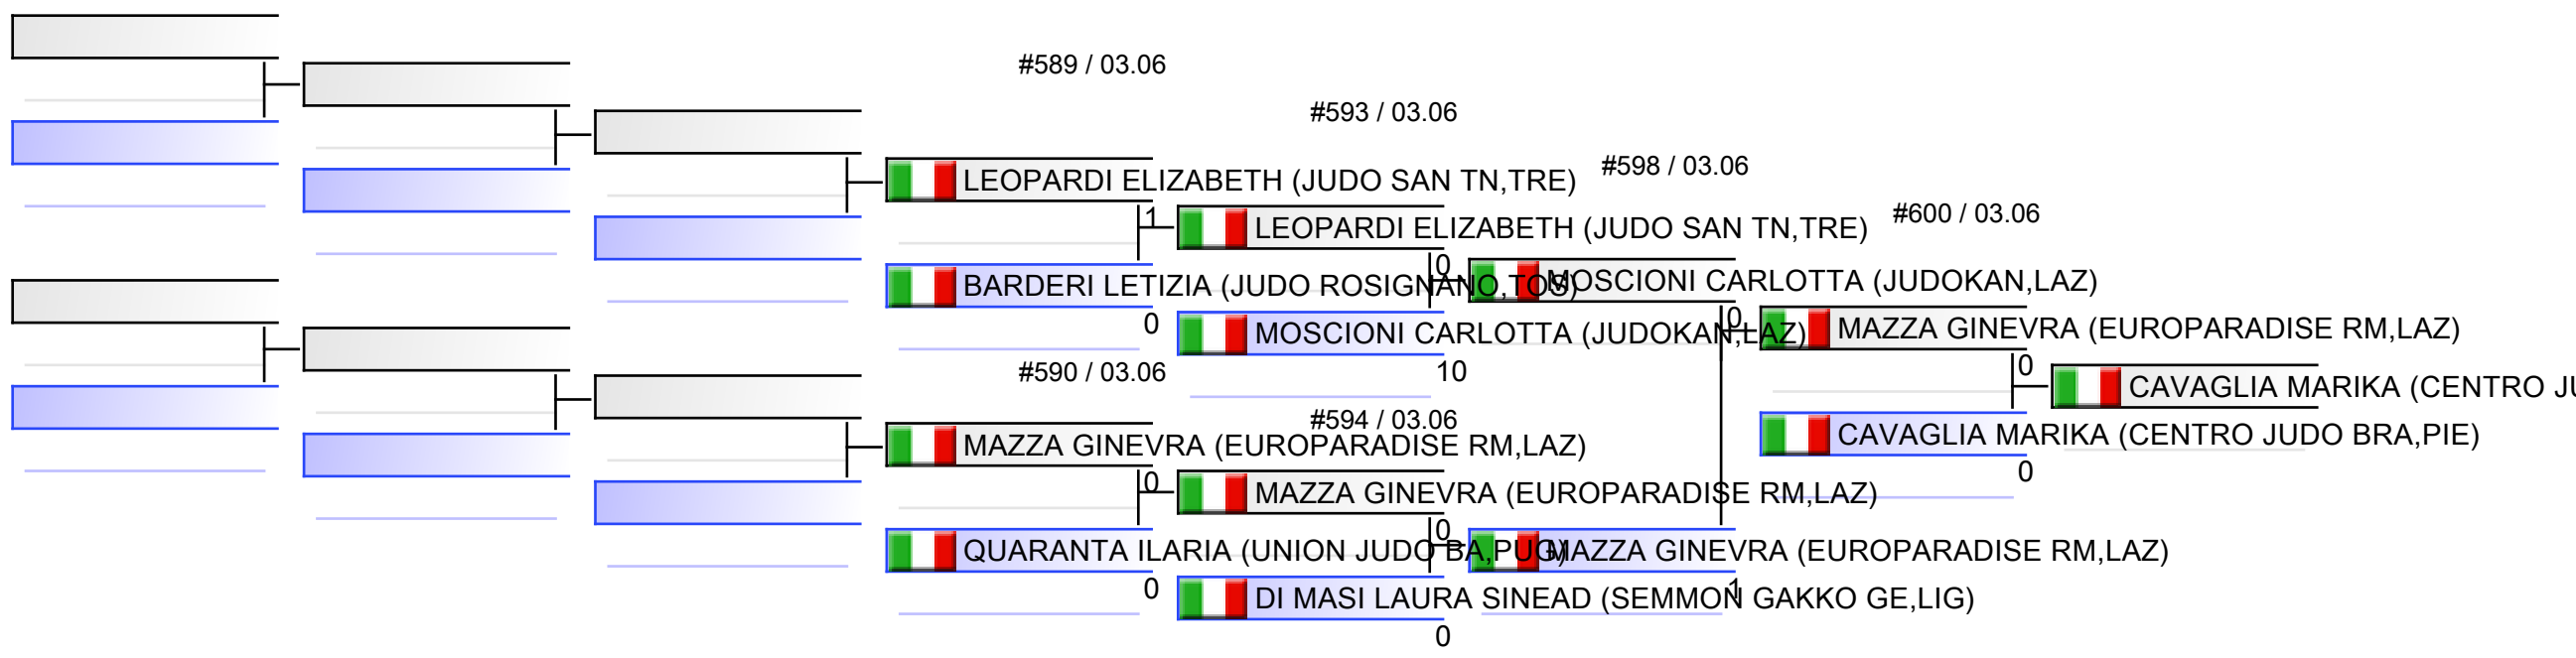 #589 / 03.06
#593 / 03.06
#598 / 03.06
LEOPARDI ELIZABETH (JUDO SAN TN,TRE)
1
#600 / 03.06
LEOPARDI ELIZABETH (JUDO SAN TN,TRE)
0
MOSCIONI CARLOTTA (JUDOKAN,LAZ)
BARDERI LETIZIA (JUDO ROSIGNANO,TOS)
0
0
MAZZA GINEVRA (EUROPARADISE RM,LAZ)
MOSCIONI CARLOTTA (JUDOKAN,LAZ)
0
#590 / 03.06
10
CAVAGLIA MARIKA (CENTRO JU
#594 / 03.06
CAVAGLIA MARIKA (CENTRO JUDO BRA,PIE)
MAZZA GINEVRA (EUROPARADISE RM,LAZ)
0
0
MAZZA GINEVRA (EUROPARADISE RM,LAZ)
0
QUARANTA ILARIA (UNION JUDO BA,PUG)
MAZZA GINEVRA (EUROPARADISE RM,LAZ)
0
1
DI MASI LAURA SINEAD (SEMMON GAKKO GE,LIG)
0